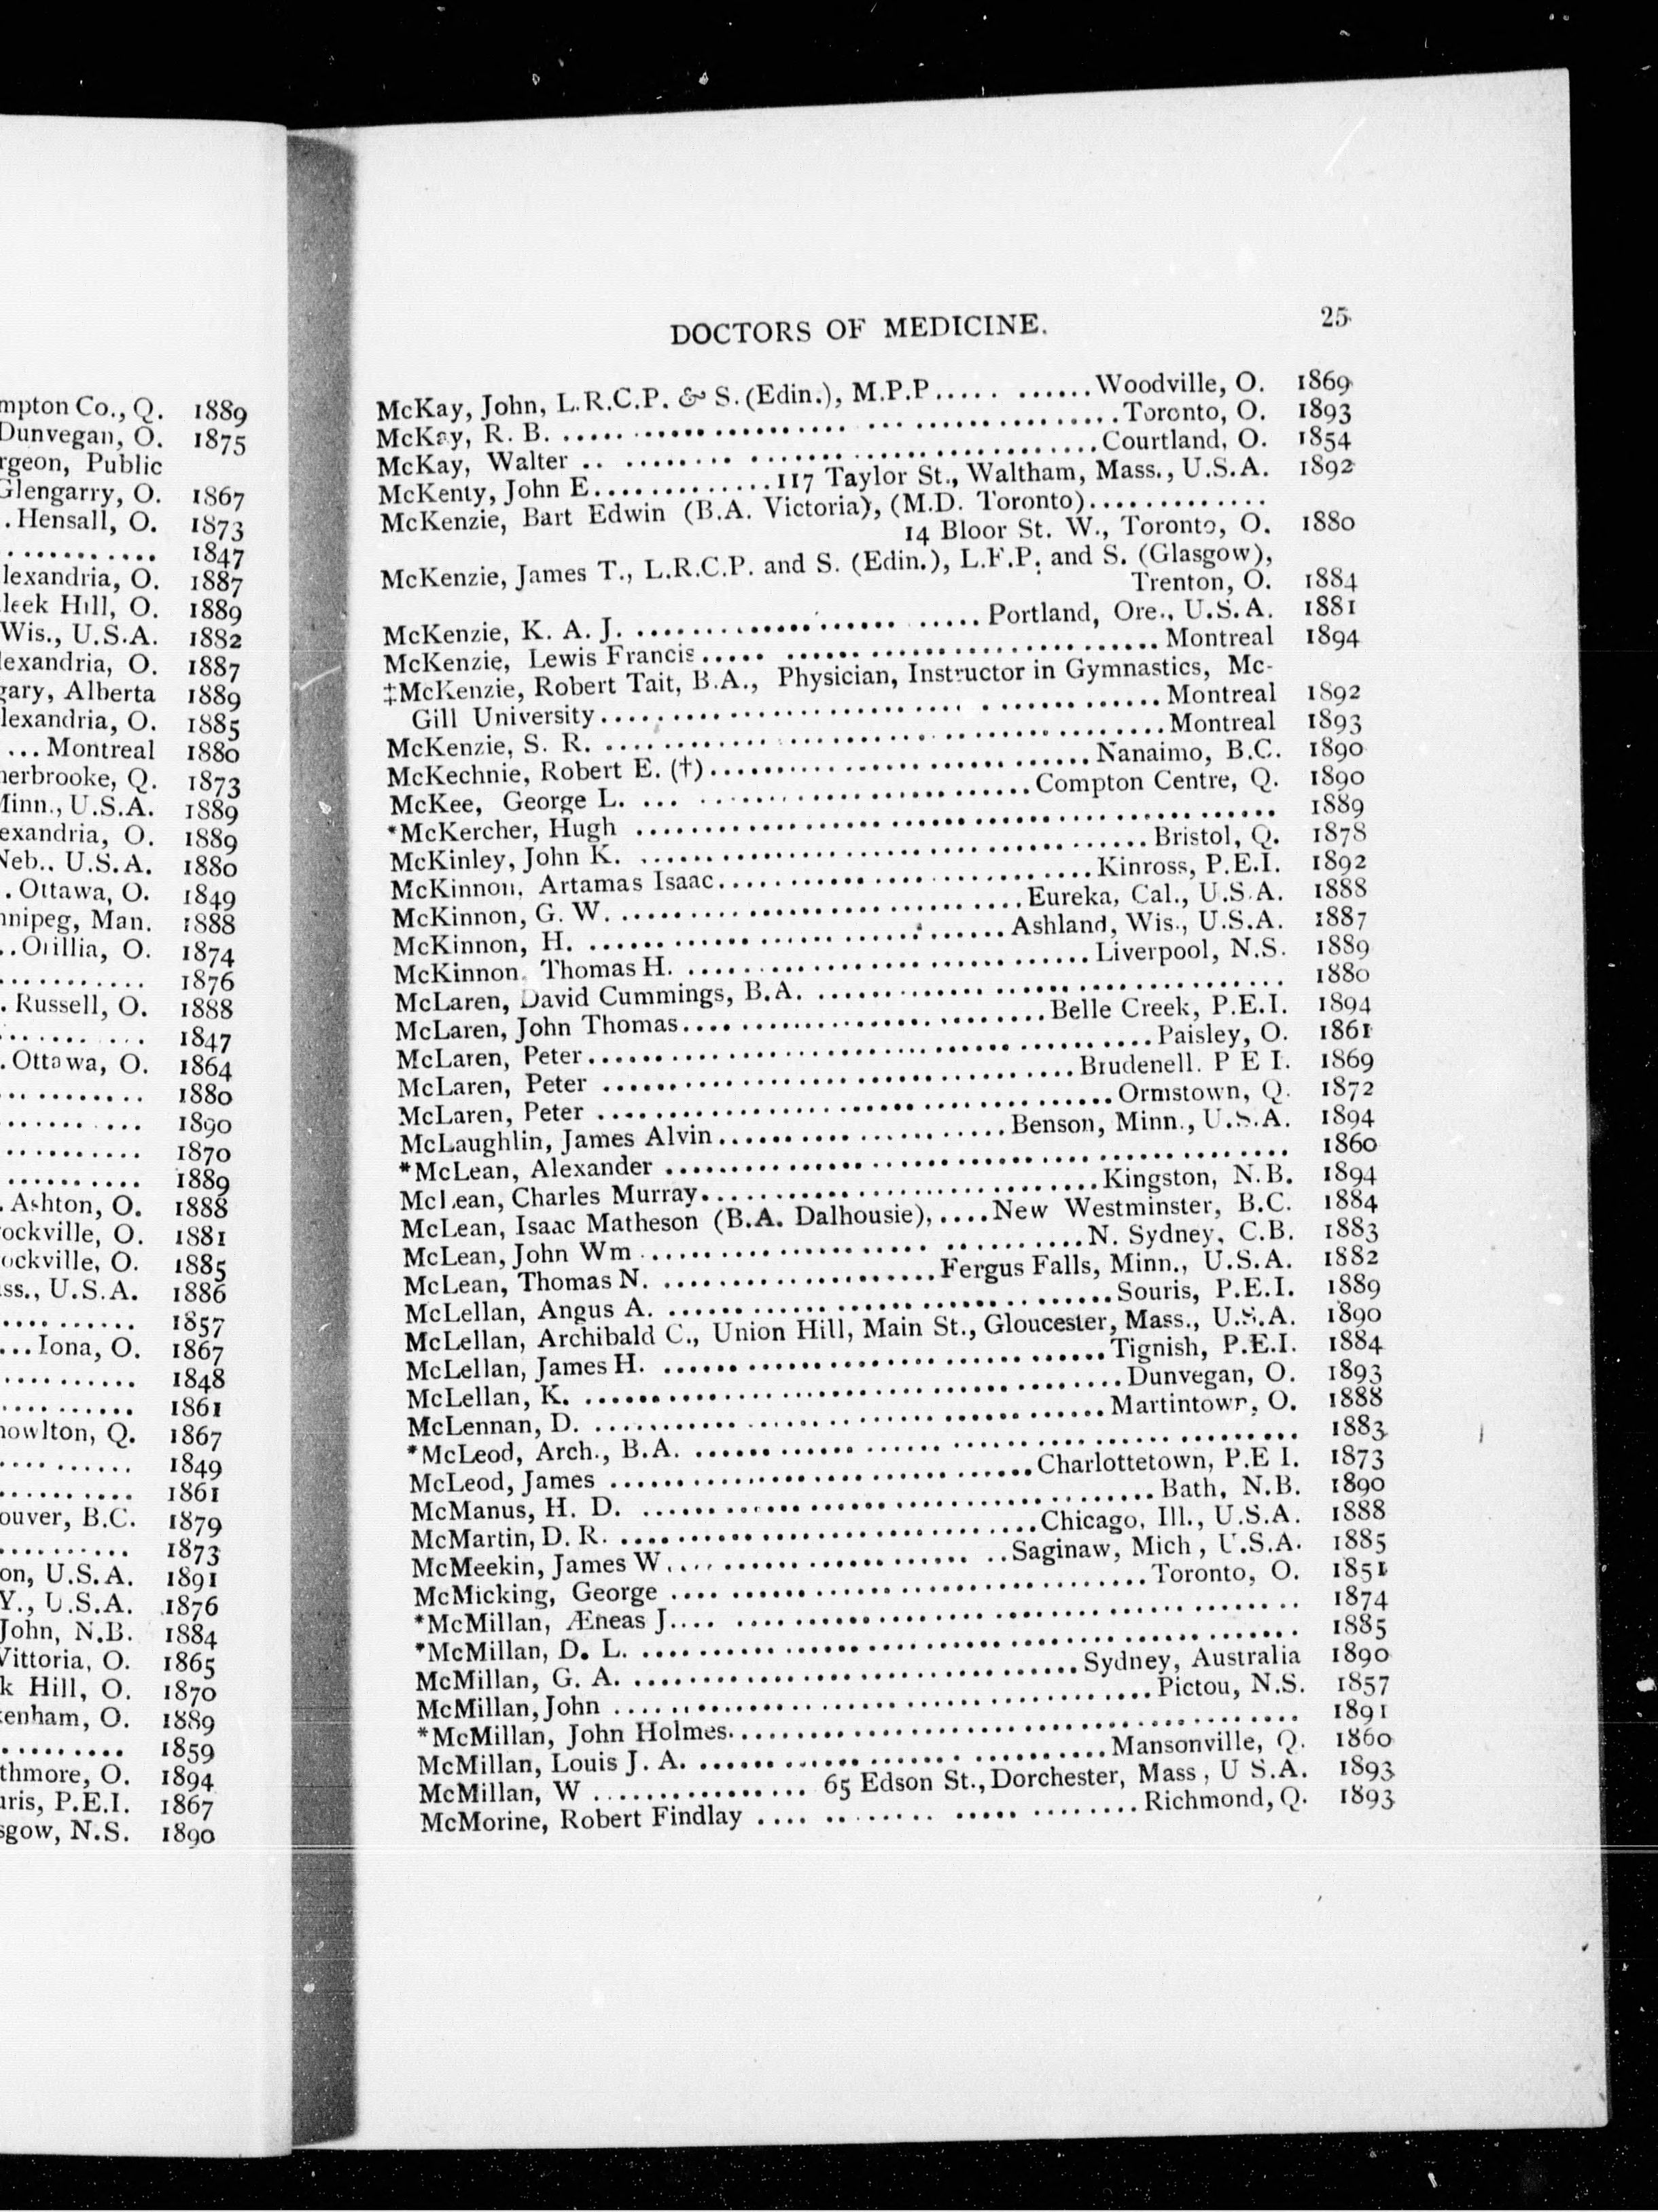 mpton Co., Q. 1889
Dunvegan, O. 1875
rgeon, Public
Glengarry, O. 1867
. Hensall, O. 1873
........... 1847
lexandria, O. 1887
leek Hill, O. 1889
Wis., U.S.A. 1882
lexandria, O. 1887
gary, Alberta 1889
lexandria, O. 1885
... Montreal 1880
herbrooke, Q. 1873
Minn., U.S.A. 1889
exandria, O. 1889
Neb., U.S.A. 1880
. Ottawa, O. 1849
nnipeg, Man. 1888
.. Orillia, O. 1874
........... 1876
. Russell, O. 1888
........... 1847
. Ottawa, O. 1864
........... 1880
........... 1890
........... 1870
........... 1889
. Ashton, O. 1888
ockville, O. 1881
ockville, O. 1885
ss., U.S.A. 1886
........... 1857
... Iona, O. 1867
........... 1848
........... 1861
nowlton, Q. 1867
........... 1849
........... 1861
ouver, B.C. 1879
........... 1873
on, U.S.A. 1891
Y., U.S.A. 1876
John, N.B. 1884
Vittoria, O. 1865
k Hill, O. 1870
kenham, O. 1889
......... 1859
thmore, O. 1894
uris, P.E.I. 1867
sgow, N.S. 1890
DOCTORS OF MEDICINE. 25
McKay, John, L.R.C.P. & S. (Edin.), M.P.P........... Woodville, O. 1869
McKay, R. B. ........... Toronto, O. 1893
McKay, Walter ........... Courtland, O. 1854
McKenty, John E........... 117 Taylor St., Waltham, Mass., U.S.A. 1892
McKenzie, Bart Edwin (B.A. Victoria), (M.D. Toronto)...........
14 Bloor St. W., Toronto, O. 1880
McKenzie, James T., L.R.C.P. and S. (Edin.), L.F.P. and S. (Glasgow),
Trenton, O. 1884
McKenzie, K. A. J. ........... Portland, Ore., U.S.A. 1881
McKenzie, Lewis Francis........... Montreal 1894
‡McKenzie, Robert Tait, B.A., Physician, Instructor in Gymnastics, Mc-
Gill University........... Montreal 1892
McKenzie, S. R. ........... Montreal 1893
McKechnie, Robert E. (†)........... Nanaimo, B.C. 1890
McKee, George L. ........... Compton Centre, Q. 1890
*McKercher, Hugh ........... 1889
McKinley, John K. ........... Bristol, Q. 1878
McKinnon, Artamas Isaac........... Kinross, P.E.I. 1892
McKinnon, G. W. ........... Eureka, Cal., U.S.A. 1888
McKinnon, H. ........... Ashland, Wis., U.S.A. 1887
McKinnon, Thomas H. ........... Liverpool, N.S. 1889
McLaren, David Cummings, B.A. ........... 1880
McLaren, John Thomas........... Belle Creek, P.E.I. 1894
McLaren, Peter........... Paisley, O. 1861
McLaren, Peter ........... Brudenell. P E I. 1869
McLaren, Peter ........... Ormstown, Q. 1872
McLaughlin, James Alvin........... Benson, Minn., U.S.A. 1894
*McLean, Alexander ........... 1860
McLean, Charles Murray........... Kingston, N.B. 1894
McLean, Isaac Matheson (B.A. Dalhousie),.... New Westminster, B.C. 1884
McLean, John Wm ........... N. Sydney, C.B. 1883
McLean, Thomas N. ........... Fergus Falls, Minn., U.S.A. 1882
McLellan, Angus A. ........... Souris, P.E.I. 1889
McLellan, Archibald C., Union Hill, Main St., Gloucester, Mass., U.S.A. 1890
McLellan, James H. ........... Tignish, P.E.I. 1884
McLellan, K. ........... Dunvegan, O. 1893
McLennan, D. ........... Martintown, O. 1888
*McLeod, Arch., B.A. ........... 1883
McLeod, James ........... Charlottetown, P.E I. 1873
McManus, H. D. ........... Bath, N.B. 1890
McMartin, D. R. ........... Chicago, Ill., U.S.A. 1888
McMeekin, James W........... Saginaw, Mich , U.S.A. 1885
McMicking, George ........... Toronto, O. 1851
*McMillan, Æneas J........... 1874
*McMillan, D. L. ........... 1885
McMillan, G. A. ........... Sydney, Australia 1890
McMillan, John ........... Pictou, N.S. 1857
*McMillan, John Holmes........... 1891
McMillan, Louis J. A. ........... Mansonville, Q. 1860
McMillan, W ........... 65 Edson St., Dorchester, Mass , U S.A. 1893
McMorine, Robert Findlay ........... Richmond, Q. 1893